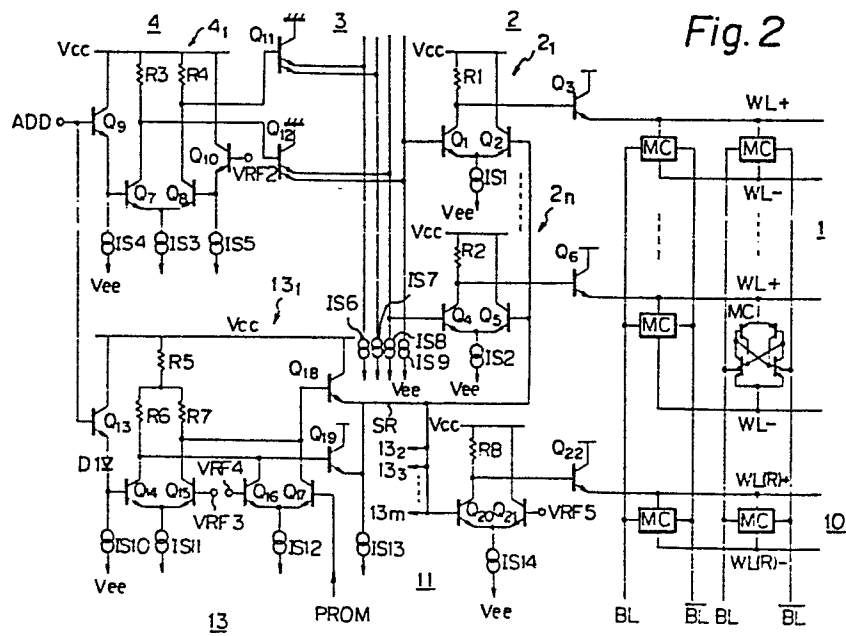 Fig. 2
4 4₁ Q11 3 2
Vcc R3 R4 Vcc R1 2₁ Q3
ADD Q9 Q12 Q10 VRF2 Q1 Q2 WL+
MC MC
Q7 Q8 IS1 Vee WL-
IS4 IS3 IS5 2n
Vee Vcc R2 Q6 1
13₁ IS7 IS6 WL+
Vcc IS8 IS9 Q4 Q5 MC MC
R5 Q18 Vee IS2 Vee
Q13 R6 R7 SR WL-
Q19 Vcc R8 Q22
D1 VRF4 13₂ 13₃ WL(R)+
Q14 Q15 Q16 Q17 13m Q20 Q21 VRF5 MC MC 10
VRF3
IS10 IS11 IS12 IS13 IS14 WL(R)-
Vee 11 Vee
13 PROM BL B̅L̅ BL B̅L̅